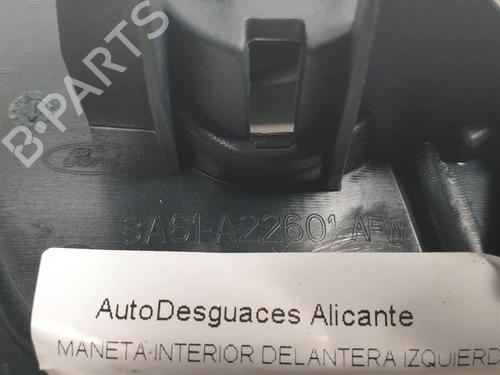 B-PARTS
Ford
8A61-A22601 AFW
AutoDesguaces Alicante
MANETA INTERIOR DELANTERA IZQUIERD